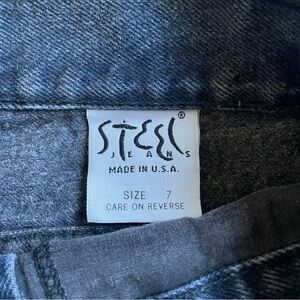 STEEL®
JEANS
MADE IN U.S.A.
SIZE 7
CARE ON REVERSE